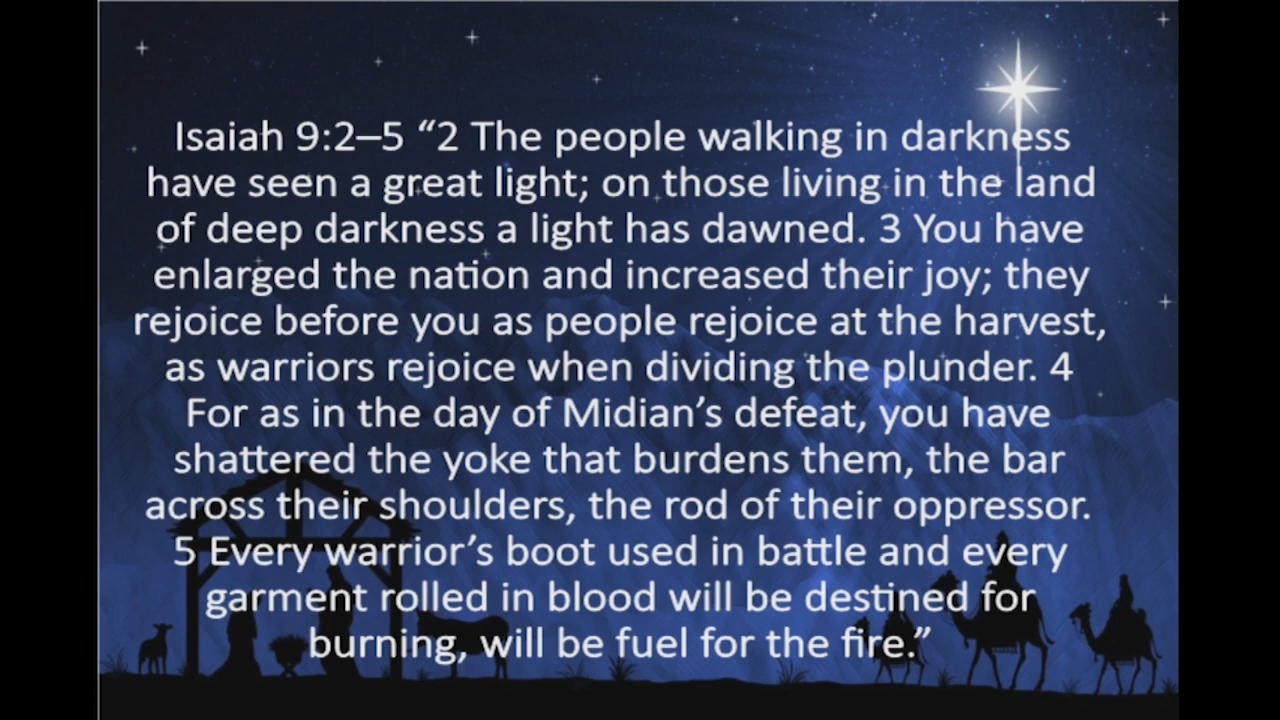 Isaiah 9:2–5 “2 The people walking in darkness
have seen a great light; on those living in the land
of deep darkness a light has dawned. 3 You have
enlarged the nation and increased their joy; they
rejoice before you as people rejoice at the harvest,
as warriors rejoice when dividing the plunder. 4
For as in the day of Midian’s defeat, you have
shattered the yoke that burdens them, the bar
across their shoulders, the rod of their oppressor.
5 Every warrior’s boot used in battle and every
garment rolled in blood will be destined for
burning, will be fuel for the fire.”